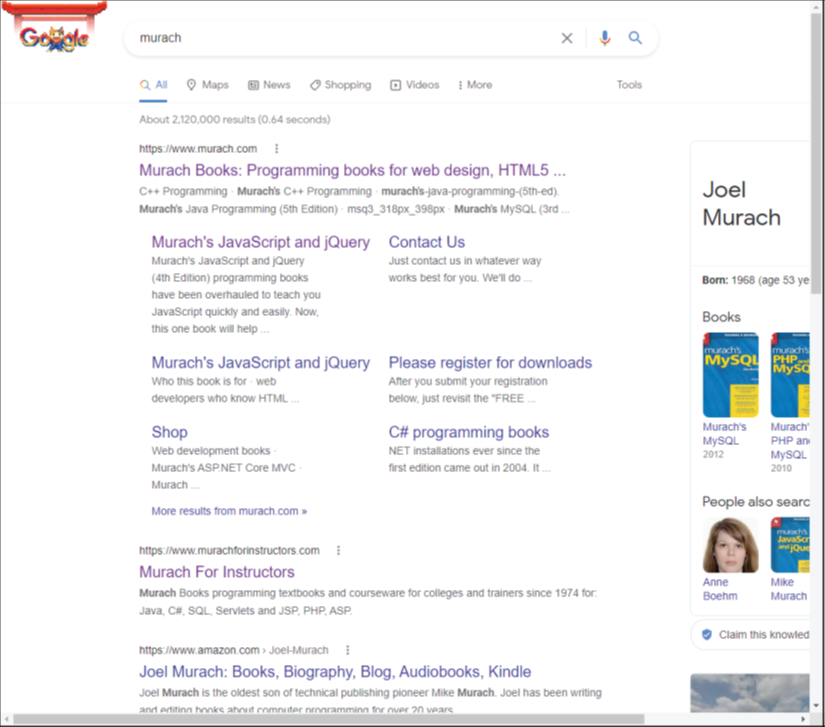 Google
murach
All
Maps
News
Shopping
Videos
More
Tools
About 2,120,000 results (0.64 seconds)
https://www.murach.com
Murach Books: Programming books for web design, HTML5 ...
C++ Programming · Murach's C++ Programming · murach's-java-programming-(5th-ed).
Murach's Java Programming (5th Edition) · msq3_318px_398px · Murach's MySQL (3rd ...
Murach's JavaScript and jQuery
Murach's JavaScript and jQuery
(4th Edition) programming books
have been overhauled to teach you
JavaScript quickly and easily. Now,
this one book will help ...
Contact Us
Just contact us in whatever way
works best for you. We'll do ...
Murach's JavaScript and jQuery
Who this book is for · web
developers who know HTML ...
Please register for downloads
After you submit your registration
below, just revisit the "FREE ...
Shop
Web development books ·
Murach's ASP.NET Core MVC ·
Murach ...
C# programming books
NET installations ever since the
first edition came out in 2004. It ...
More results from murach.com »
https://www.murachforinstructors.com
Murach For Instructors
Murach Books programming textbooks and courseware for colleges and trainers since 1974 for:
Java, C#, SQL, Servlets and JSP, PHP, ASP.
https://www.amazon.com › Joel-Murach
Joel Murach: Books, Biography, Blog, Audiobooks, Kindle
Joel Murach is the oldest son of technical publishing pioneer Mike Murach. Joel has been writing
and editing books about computer programming for over 20 years.
Joel
Murach
Born: 1968 (age 53 ye
Books
murach's
MySQL
murach's
PHP and
MySQ
Murach's
MySQL
2012
Murach'
PHP and
MySQL
2010
People also searc
murach's
JavaScr
and jQue
Anne
Boehm
Mike
Murach
Claim this knowled